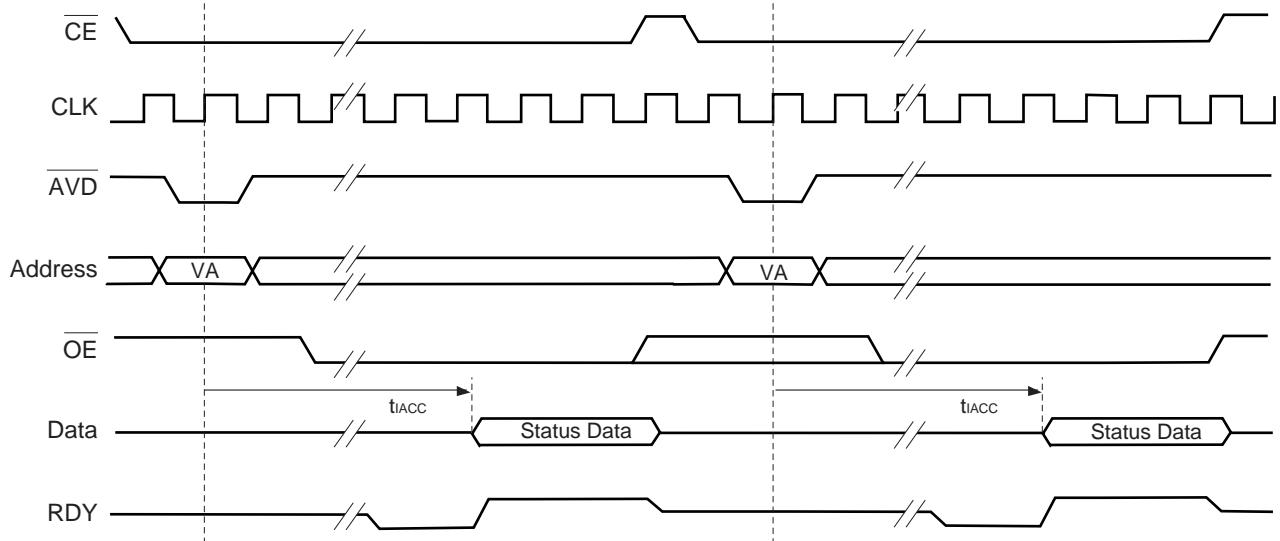 CE
CLK
AVD
Address VA VA
OE
tIACC tIACC
Data Status Data Status Data
RDY